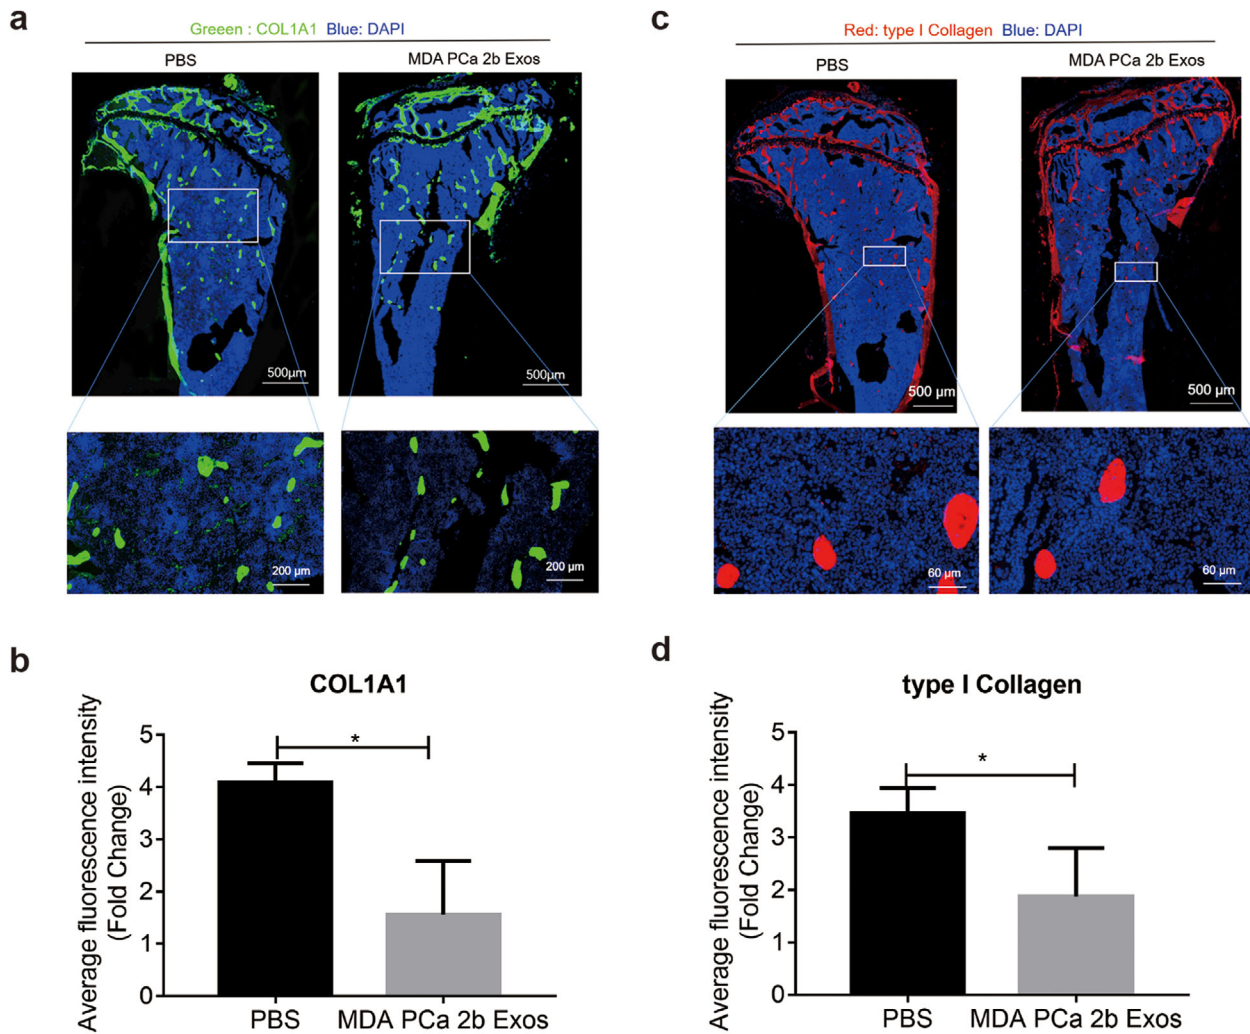 a
Greeen : COL1A1 Blue: DAPI
PBS
MDA PCa 2b Exos
500µm
500µm
200 µm
200 µm
c
Red: type I Collagen Blue: DAPI
PBS
MDA PCa 2b Exos
500 µm
500 µm
60 µm
60 µm
b
COL1A1
Average fluorescence intensity
(Fold Change)
5
4
3
2
1
0
*
PBS
MDA PCa 2b Exos
d
type I Collagen
Average fluorescence intensity
(Fold Change)
5
4
3
2
1
0
*
PBS
MDA PCa 2b Exos